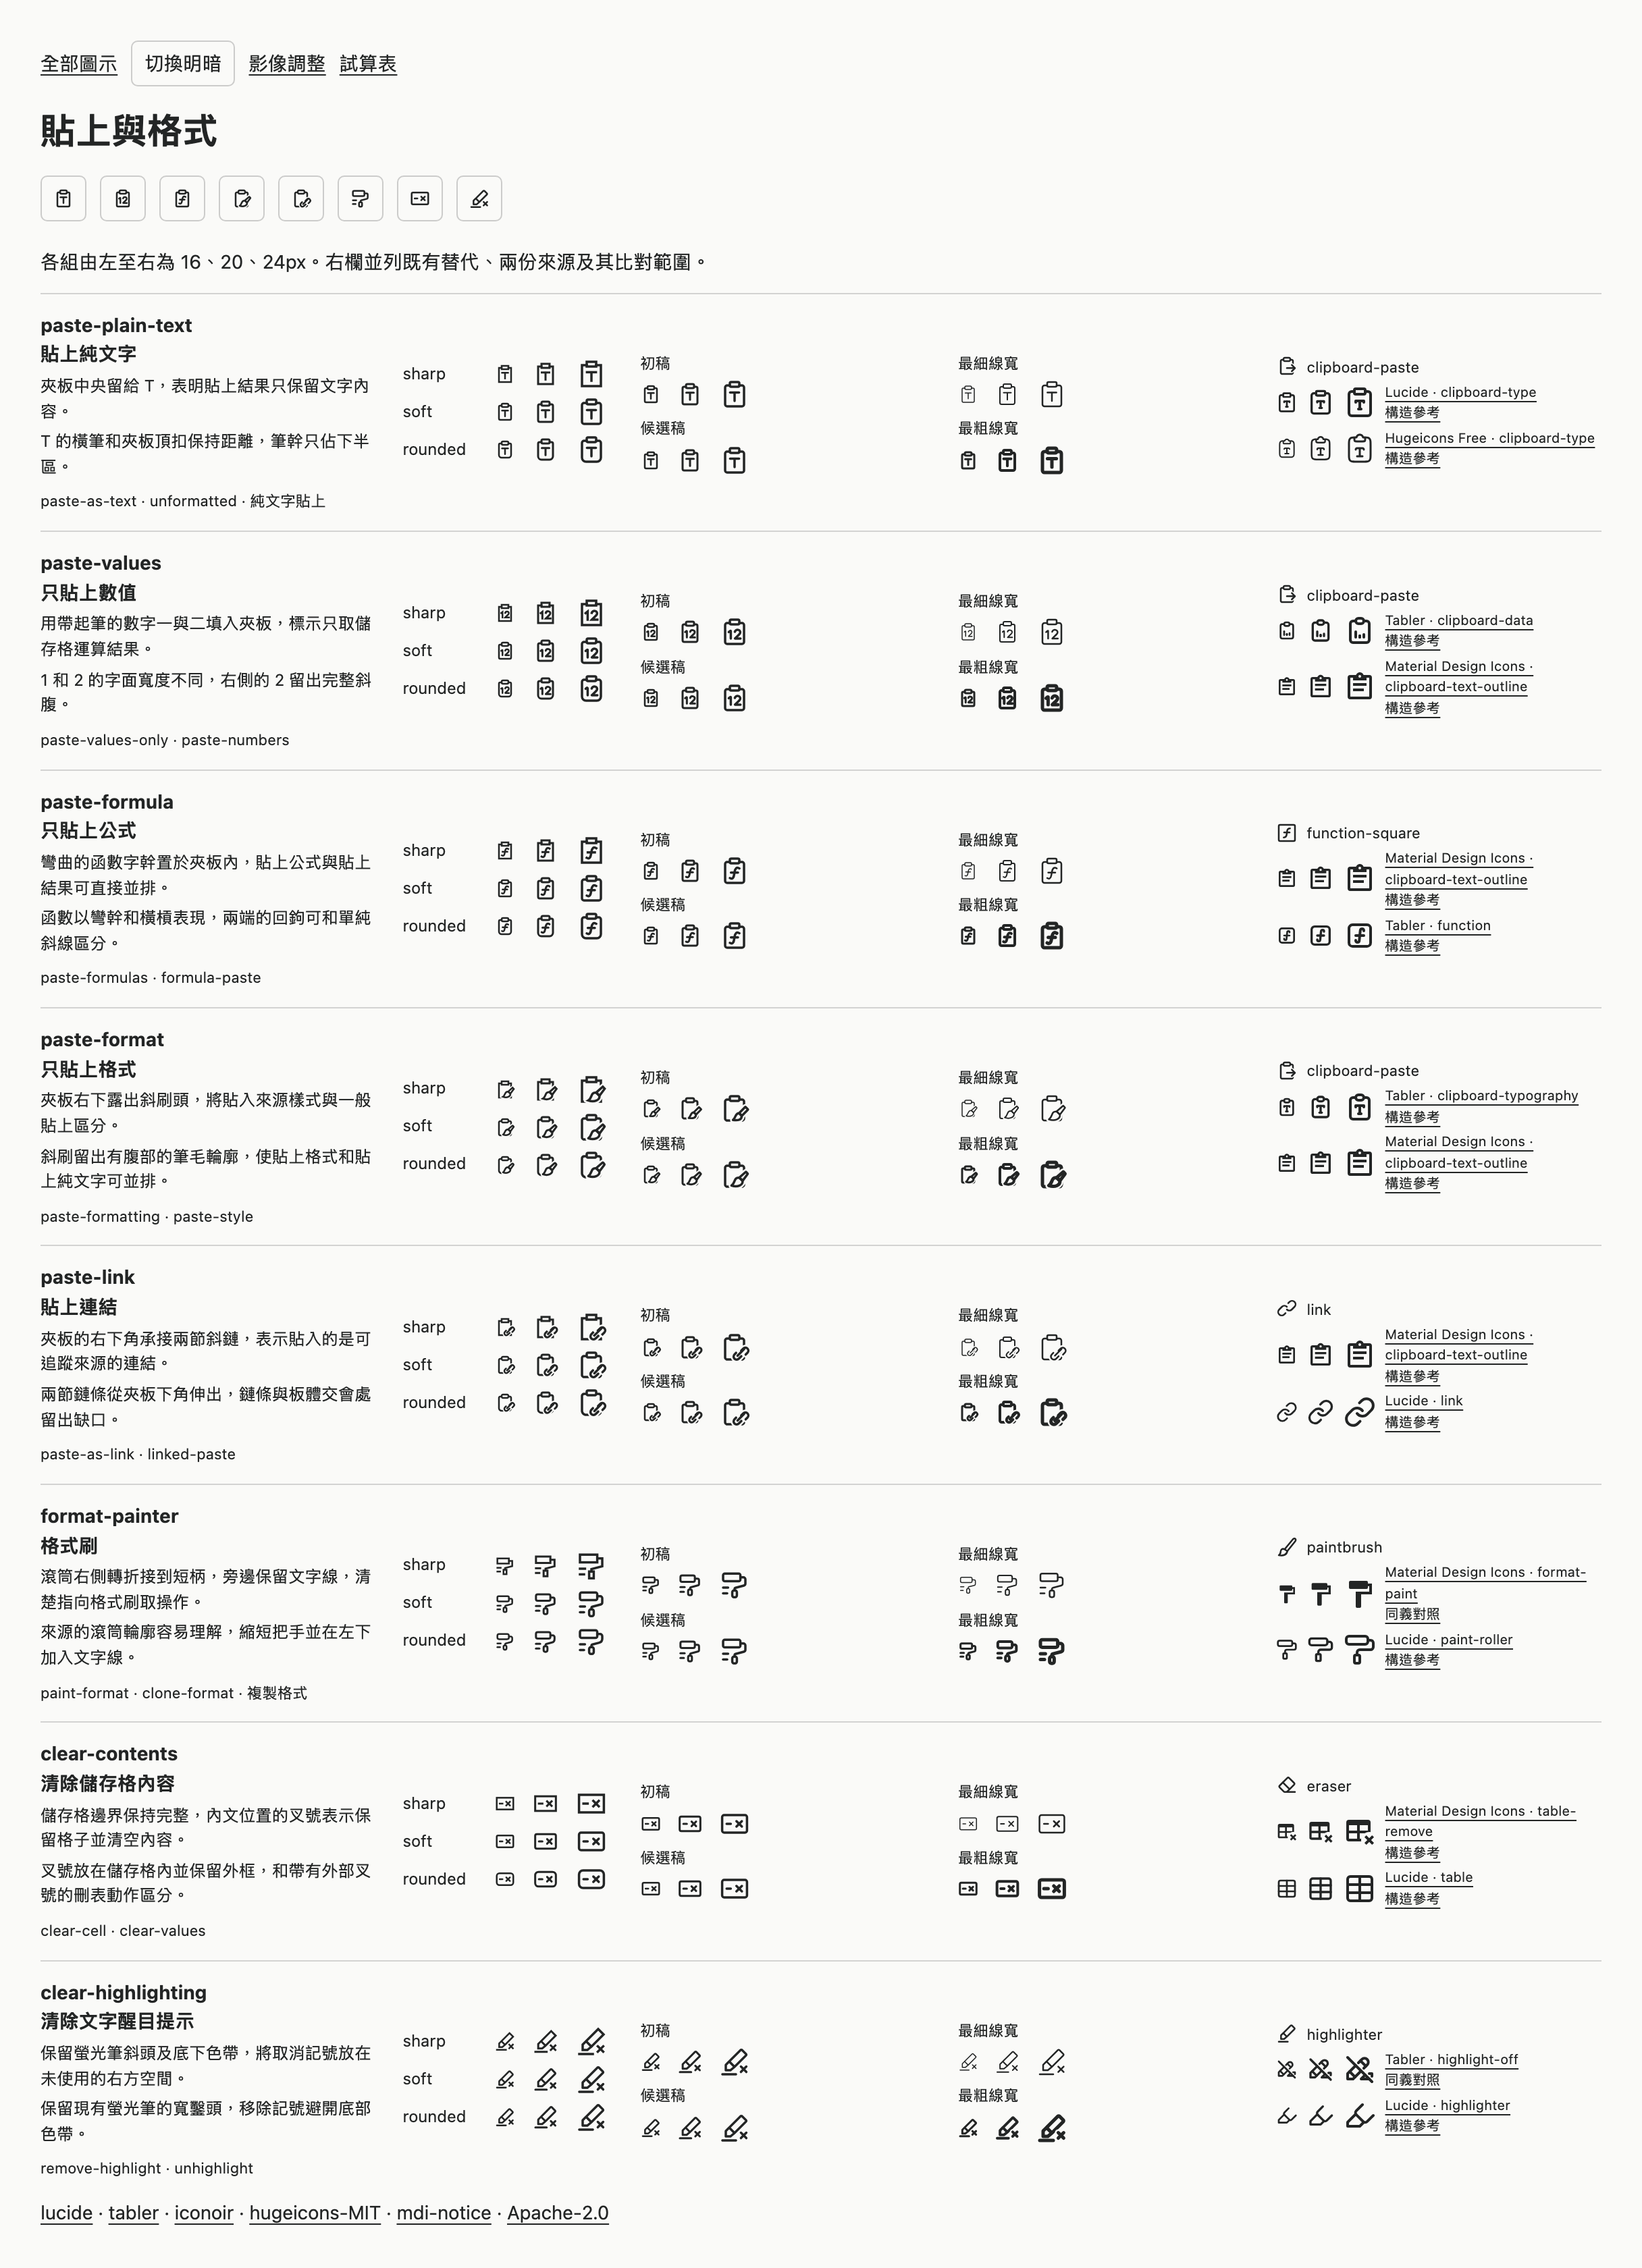 全部圖示 切換明暗 影像調整 試算表
貼上與格式
各組由左至右為 16、20、24px。右欄並列既有替代、兩份來源及其比對範圍。
paste-plain-text
貼上純文字
夾板中央留給 T，表明貼上結果只保留文字內
容。
T 的橫筆和夾板頂扣保持距離，筆幹只佔下半
區。
paste-as-text · unformatted · 純文字貼上
sharp
soft
rounded
初稿
候選稿
最細線寬
最粗線寬
clipboard-paste
Lucide · clipboard-type
構造參考
Hugeicons Free · clipboard-type
構造參考
paste-values
只貼上數值
用帶起筆的數字一與二填入夾板，標示只取儲
存格運算結果。
1 和 2 的字面寬度不同，右側的 2 留出完整斜
腹。
paste-values-only · paste-numbers
sharp
soft
rounded
初稿
候選稿
最細線寬
最粗線寬
clipboard-paste
Tabler · clipboard-data
構造參考
Material Design Icons ·
clipboard-text-outline
構造參考
paste-formula
只貼上公式
彎曲的函數字幹置於夾板內，貼上公式與貼上
結果可直接並排。
函數以彎幹和橫槓表現，兩端的回鉤可和單純
斜線區分。
paste-formulas · formula-paste
sharp
soft
rounded
初稿
候選稿
最細線寬
最粗線寬
function-square
Material Design Icons ·
clipboard-text-outline
構造參考
Tabler · function
構造參考
paste-format
只貼上格式
夾板右下露出斜刷頭，將貼入來源樣式與一般
貼上區分。
斜刷留出有腹部的筆毛輪廓，使貼上格式和貼
上純文字可並排。
paste-formatting · paste-style
sharp
soft
rounded
初稿
候選稿
最細線寬
最粗線寬
clipboard-paste
Tabler · clipboard-typography
構造參考
Material Design Icons ·
clipboard-text-outline
構造參考
paste-link
貼上連結
夾板的右下角承接兩節斜鏈，表示貼入的是可
追蹤來源的連結。
兩節鏈條從夾板下角伸出，鏈條與板體交會處
留出缺口。
paste-as-link · linked-paste
sharp
soft
rounded
初稿
候選稿
最細線寬
最粗線寬
link
Material Design Icons ·
clipboard-text-outline
構造參考
Lucide · link
構造參考
format-painter
格式刷
滾筒右側轉折接到短柄，旁邊保留文字線，清
楚指向格式刷取操作。
來源的滾筒輪廓容易理解，縮短把手並在左下
加入文字線。
paint-format · clone-format · 複製格式
sharp
soft
rounded
初稿
候選稿
最細線寬
最粗線寬
paintbrush
Material Design Icons · format-
paint
同義對照
Lucide · paint-roller
構造參考
clear-contents
清除儲存格內容
儲存格邊界保持完整，內文位置的叉號表示保
留格子並清空內容。
叉號放在儲存格內並保留外框，和帶有外部叉
號的刪表動作區分。
clear-cell · clear-values
sharp
soft
rounded
初稿
候選稿
最細線寬
最粗線寬
eraser
Material Design Icons · table-
remove
構造參考
Lucide · table
構造參考
clear-highlighting
清除文字醒目提示
保留螢光筆斜頭及底下色帶，將取消記號放在
未使用的右方空間。
保留現有螢光筆的寬鑿頭，移除記號避開底部
色帶。
remove-highlight · unhighlight
sharp
soft
rounded
初稿
候選稿
最細線寬
最粗線寬
highlighter
Tabler · highlight-off
同義對照
Lucide · highlighter
構造參考
lucide · tabler · iconoir · hugeicons-MIT · mdi-notice · Apache-2.0